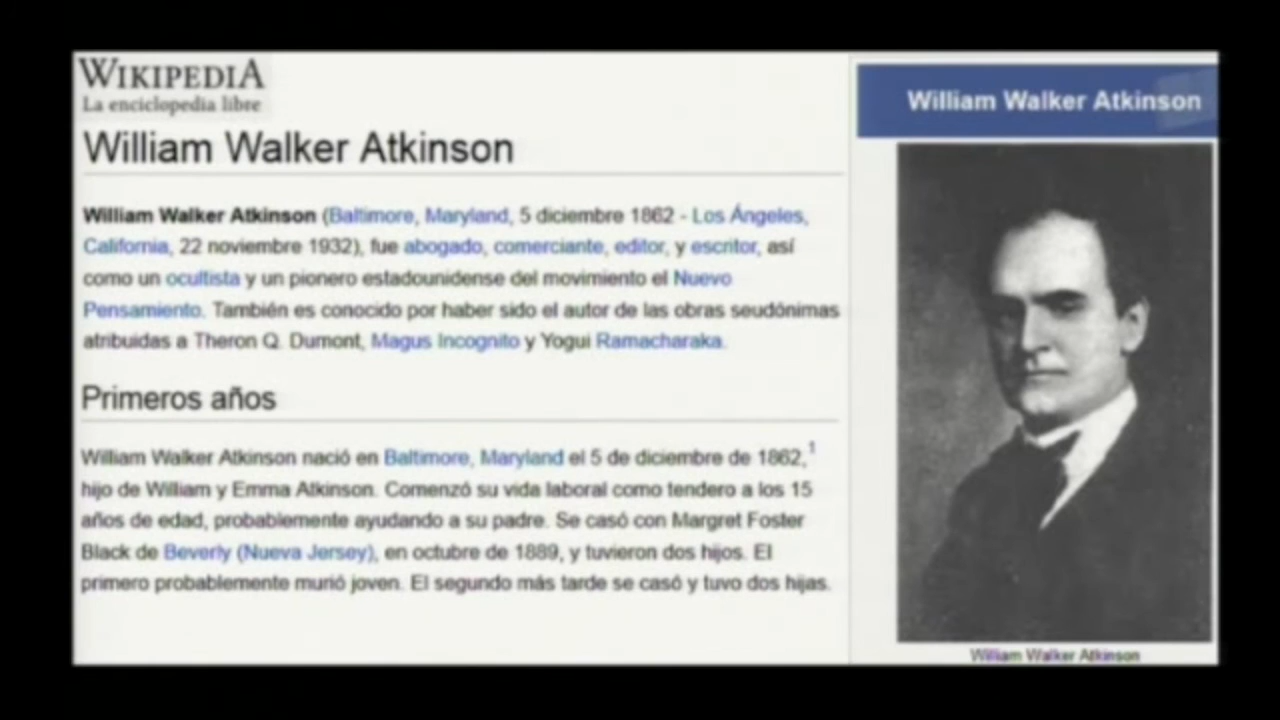 WIKIPEDIA
La enciclopedia libre
William Walker Atkinson
William Walker Atkinson (Baltimore, Maryland, 5 diciembre 1862 - Los Ángeles,
California, 22 noviembre 1932), fue abogado, comerciante, editor, y escritor, así
como un ocultista y un pionero estadounidense del movimiento el Nuevo
Pensamiento. También es conocido por haber sido el autor de las obras seudónimas
atribuidas a Theron Q. Dumont, Magus Incognito y Yogui Ramacharaka.
Primeros años
William Walker Atkinson nació en Baltimore, Maryland el 5 de diciembre de 1862,1
hijo de William y Emma Atkinson. Comenzó su vida laboral como tendero a los 15
años de edad, probablemente ayudando a su padre. Se casó con Margret Foster
Black de Beverly (Nueva Jersey), en octubre de 1889, y tuvieron dos hijos. El
primero probablemente murió joven. El segundo más tarde se casó y tuvo dos hijas.
William Walker Atkinson
William Walker Atkinson